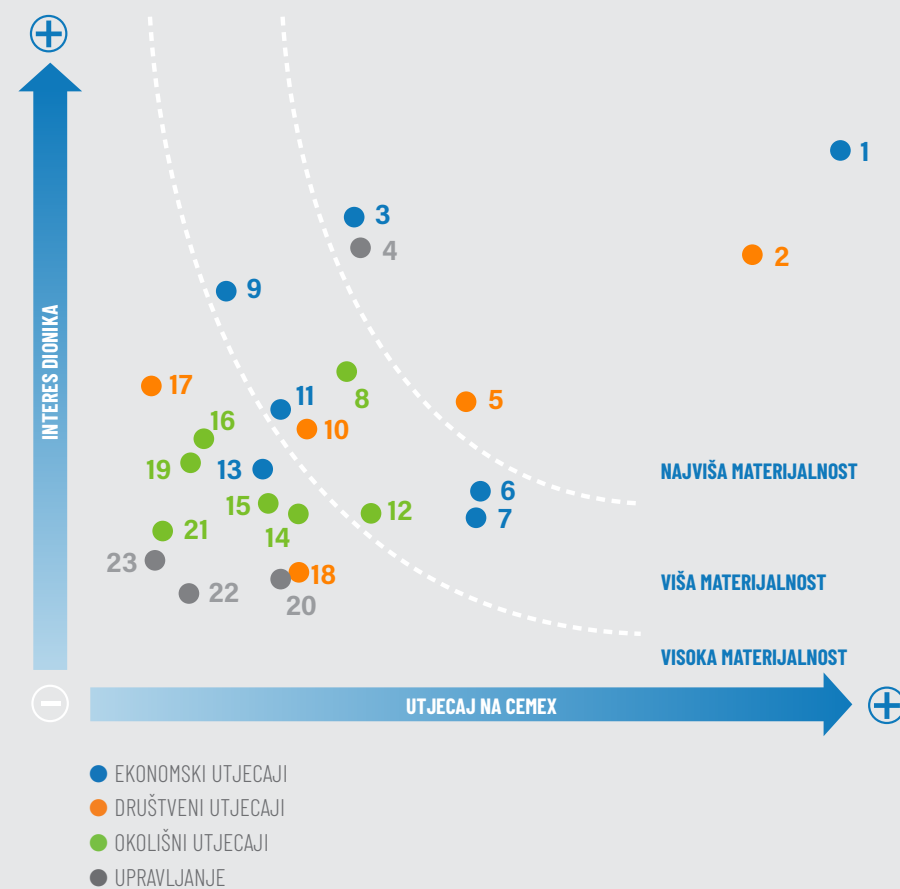 1
3
4
2
9
INTERES DIONIKA
17
11
8
5
16
10
19
13
6
15
12
7
14
21
23
18
22
20
NAJVIŠA MATERIJALNOST
VIŠA MATERIJALNOST
VISOKA MATERIJALNOST
UTJECAJ NA CEMEX
EKONOMSKI UTJECAJI
DRUŠTVENI UTJECAJI
OKOLIŠNI UTJECAJI
UPRAVLJANJE